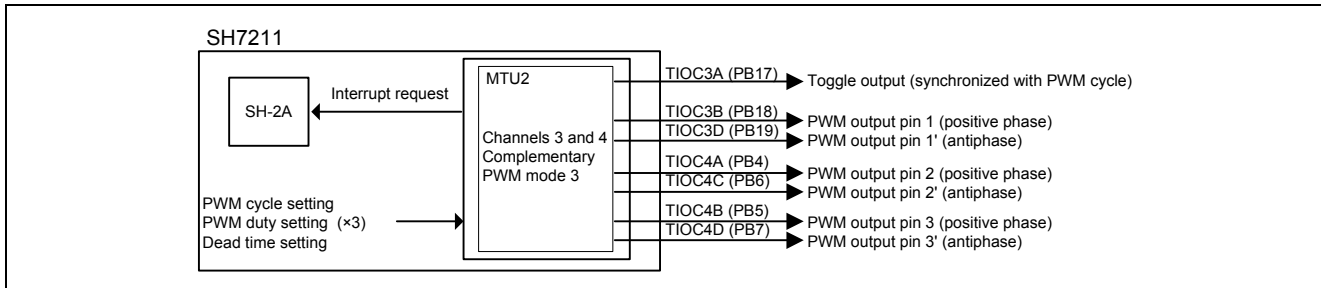 SH7211
SH-2A
Interrupt request
MTU2
Channels 3 and 4
Complementary
PWM mode 3
PWM cycle setting
PWM duty setting (×3)
Dead time setting
TIOC3A (PB17)
Toggle output (synchronized with PWM cycle)
TIOC3B (PB18)
PWM output pin 1 (positive phase)
TIOC3D (PB19)
PWM output pin 1' (antiphase)
TIOC4A (PB4)
PWM output pin 2 (positive phase)
TIOC4C (PB6)
PWM output pin 2' (antiphase)
TIOC4B (PB5)
PWM output pin 3 (positive phase)
TIOC4D (PB7)
PWM output pin 3' (antiphase)